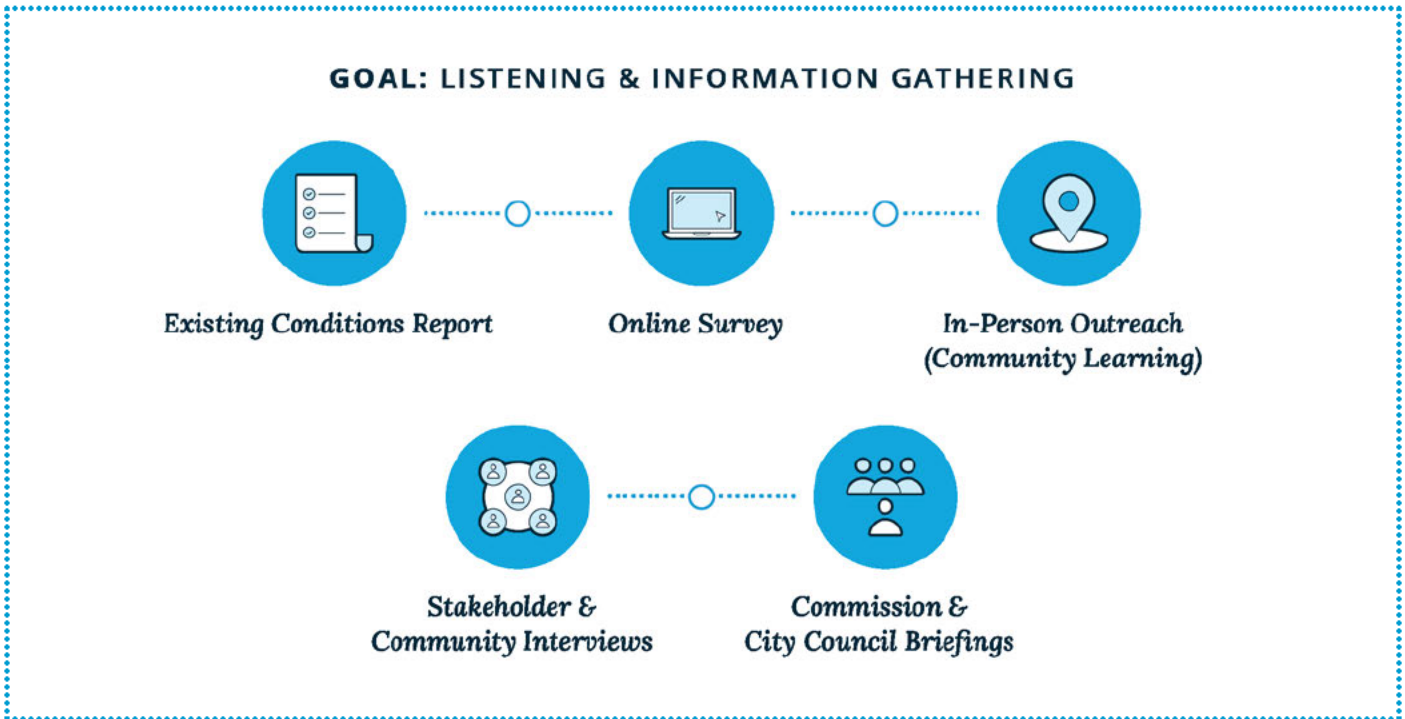 GOAL: LISTENING & INFORMATION GATHERING
Existing Conditions Report
Online Survey
In-Person Outreach
(Community Learning)
Stakeholder &
Community Interviews
Commission &
City Council Briefings